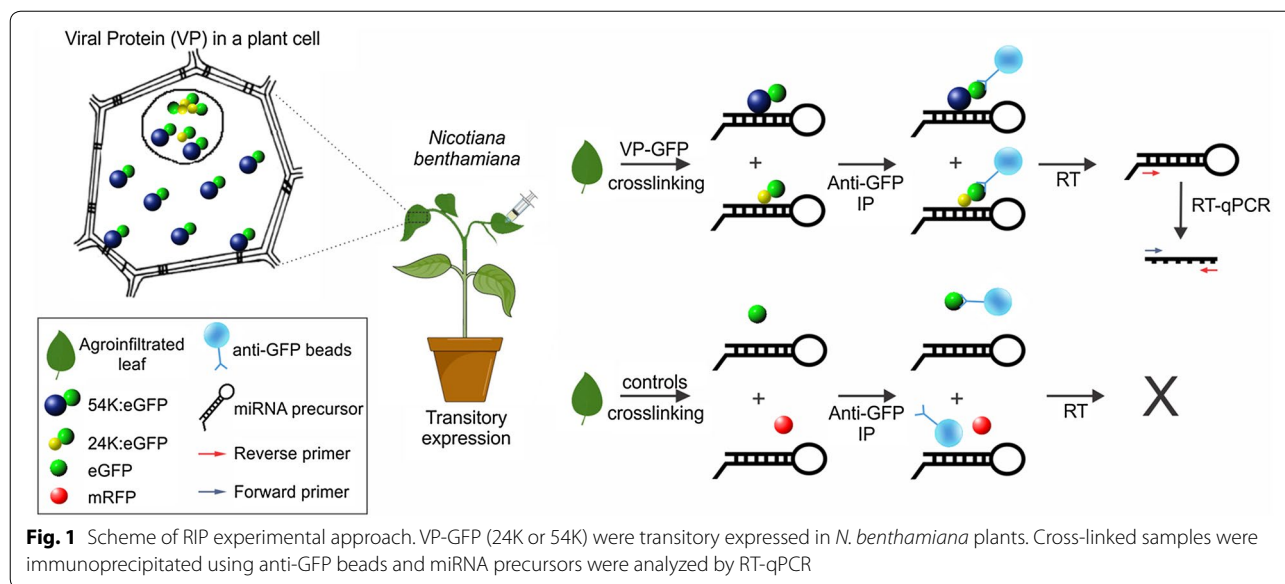 Viral Protein (VP) in a plant cell
Nicotiana
benthamiana
Transitory
expression
Agroinfiltrated
leaf
54K:eGFP
24K:eGFP
eGFP
mRFP
anti-GFP beads
miRNA precursor
Reverse primer
Forward primer
VP-GFP
crosslinking
+
Anti-GFP
IP
+
RT
RT-qPCR
controls
crosslinking
+
Anti-GFP
IP
+
RT
X
Fig. 1 Scheme of RIP experimental approach. VP-GFP (24K or 54K) were transitory expressed in N. benthamiana plants. Cross-linked samples were
immunoprecipitated using anti-GFP beads and miRNA precursors were analyzed by RT-qPCR